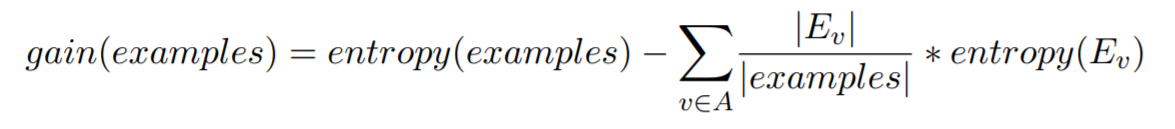 gain(examples) = entropy(examples) − ∑_{v∈A} |E_v| / |examples| ∗ entropy(E_v)